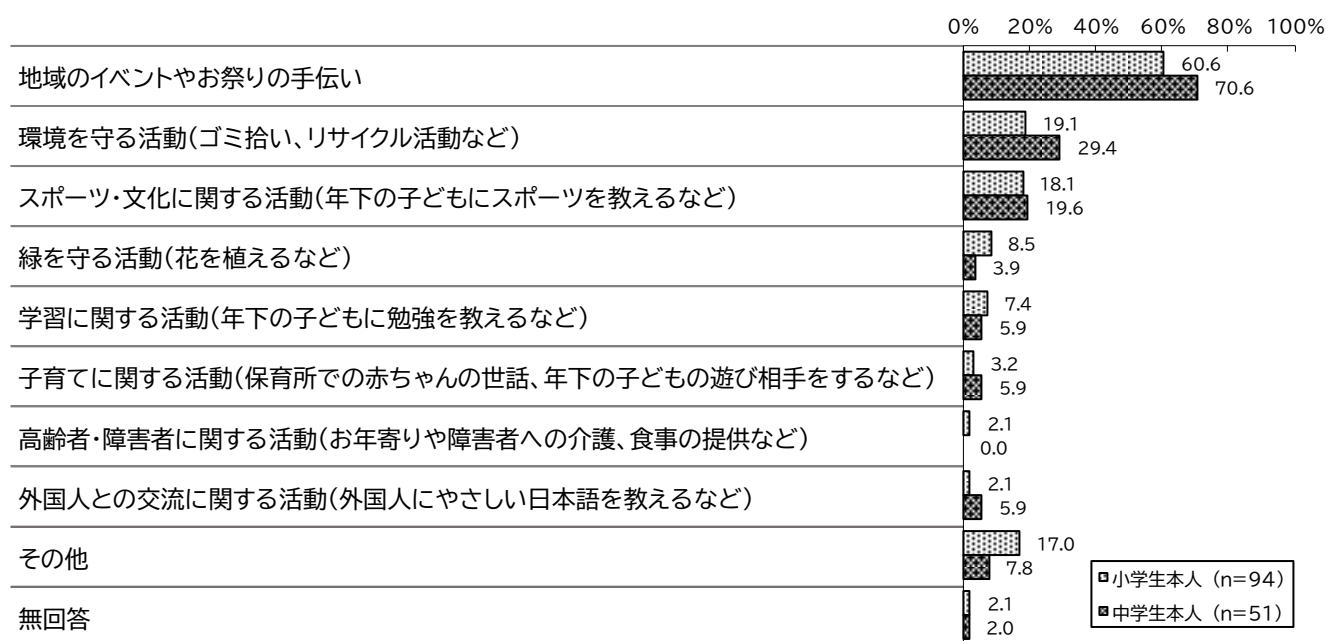 0% 20% 40% 60% 80% 100%
地域のイベントやお祭りの手伝い 60.6
70.6
環境を守る活動(ゴミ拾い、リサイクル活動など) 19.1
29.4
スポーツ・文化に関する活動(年下の子どもにスポーツを教えるなど) 18.1
19.6
緑を守る活動(花を植えるなど) 8.5
3.9
学習に関する活動(年下の子どもに勉強を教えるなど) 7.4
5.9
子育てに関する活動(保育所での赤ちゃんの世話、年下の子どもの遊び相手をするなど) 3.2
5.9
高齢者・障害者に関する活動(お年寄りや障害者への介護、食事の提供など) 2.1
0.0
外国人との交流に関する活動(外国人にやさしい日本語を教えるなど) 2.1
5.9
その他 17.0
7.8
無回答 2.1
2.0
小学生本人 (n=94)
中学生本人 (n=51)